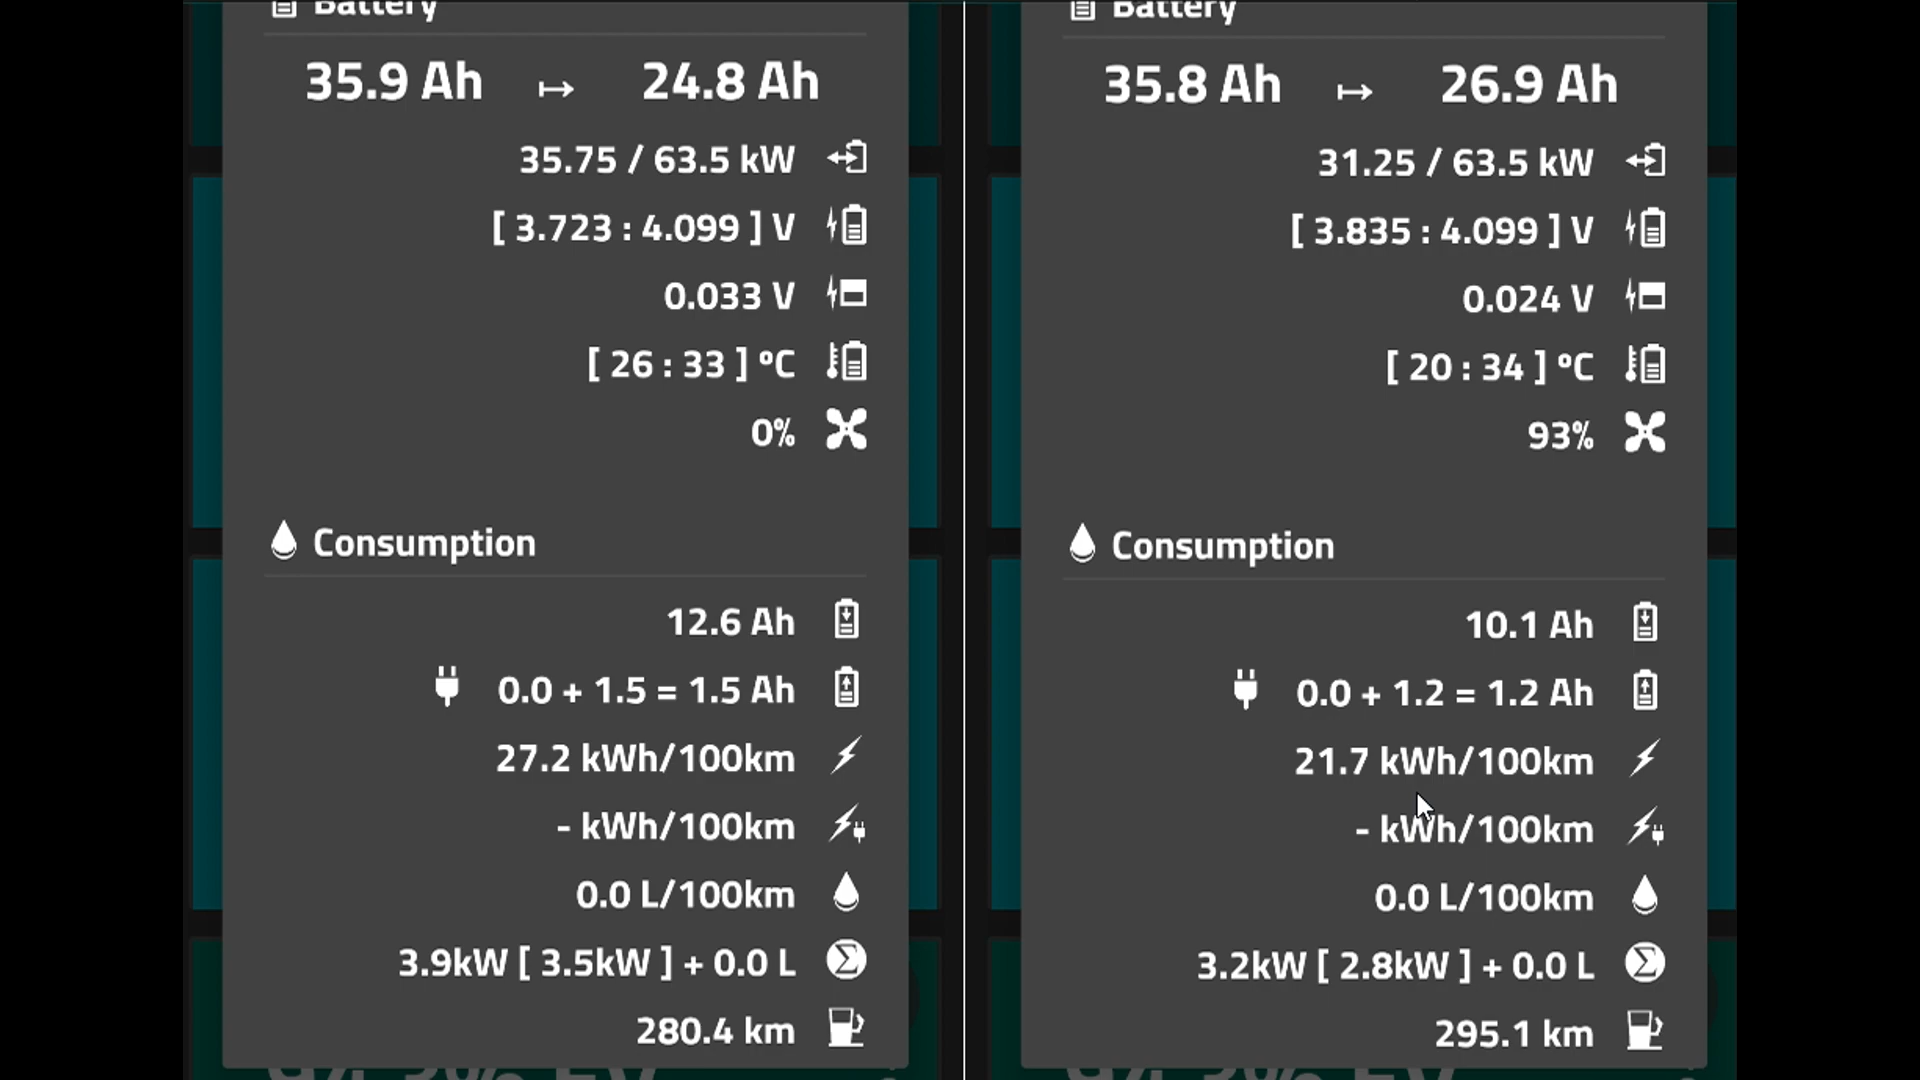 Battery
35.9 Ah ↦ 24.8 Ah
35.75 / 63.5 kW
[ 3.723 : 4.099 ] V
0.033 V
[ 26 : 33 ] ºC
0%
Consumption
12.6 Ah
0.0 + 1.5 = 1.5 Ah
27.2 kWh/100km
- kWh/100km
0.0 L/100km
3.9kW [ 3.5kW ] + 0.0 L
280.4 km
Battery
35.8 Ah ↦ 26.9 Ah
31.25 / 63.5 kW
[ 3.835 : 4.099 ] V
0.024 V
[ 20 : 34 ] ºC
93%
Consumption
10.1 Ah
0.0 + 1.2 = 1.2 Ah
21.7 kWh/100km
- kWh/100km
0.0 L/100km
3.2kW [ 2.8kW ] + 0.0 L
295.1 km